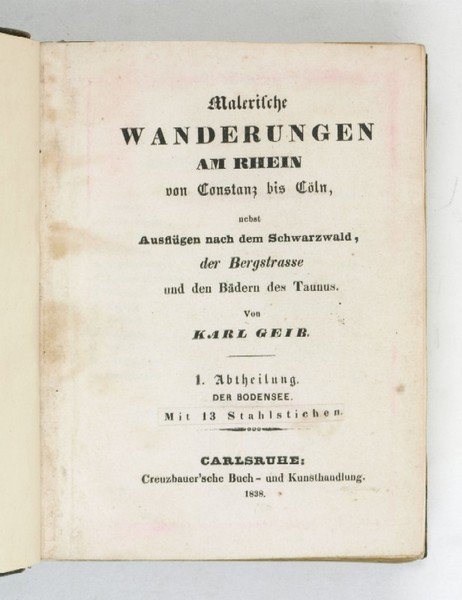 Maleriſche
WANDERUNGEN
AM RHEIN
von Conſtanz bis Cöln,
nebst
Ausflügen nach dem Schwarzwald,
der Bergstrasse
und den Bädern des Taunus.
Von
KARL GEIB.
1. Abtheilung.
DER BODENSEE.
Mit 13 Stahlstichen.
CARLSRUHE:
Creuzbauer'sche Buch- und Kunsthandlung.
1838.